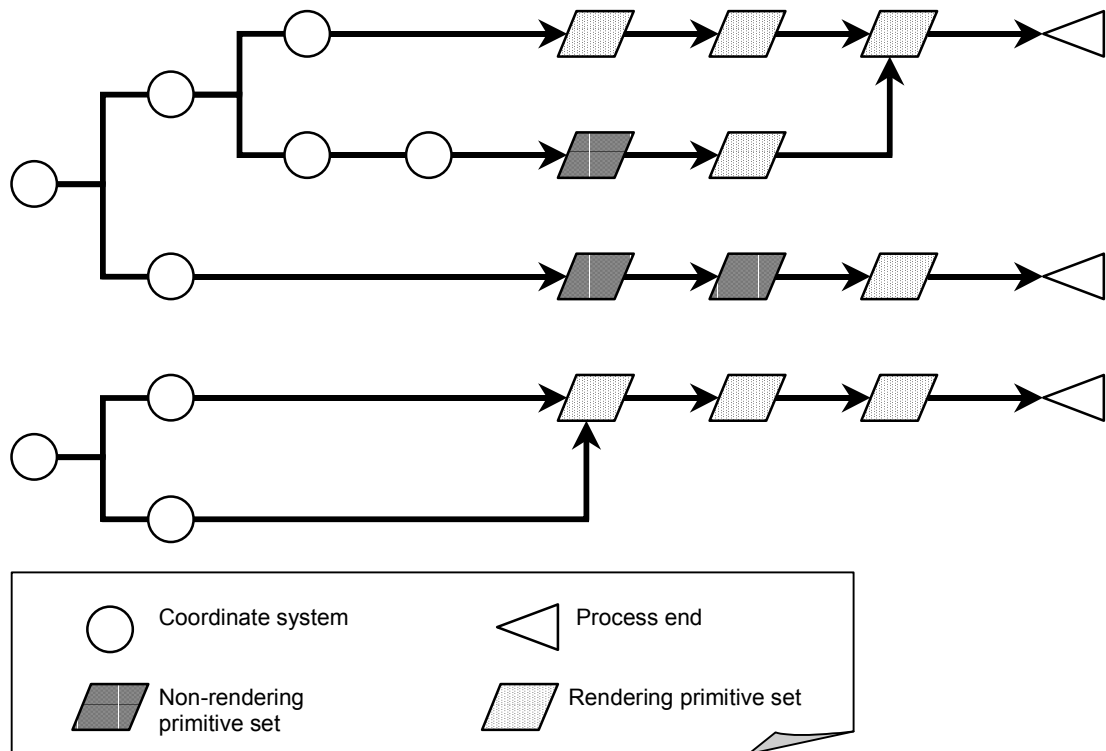 Coordinate system
Process end
Non-rendering
primitive set
Rendering primitive set